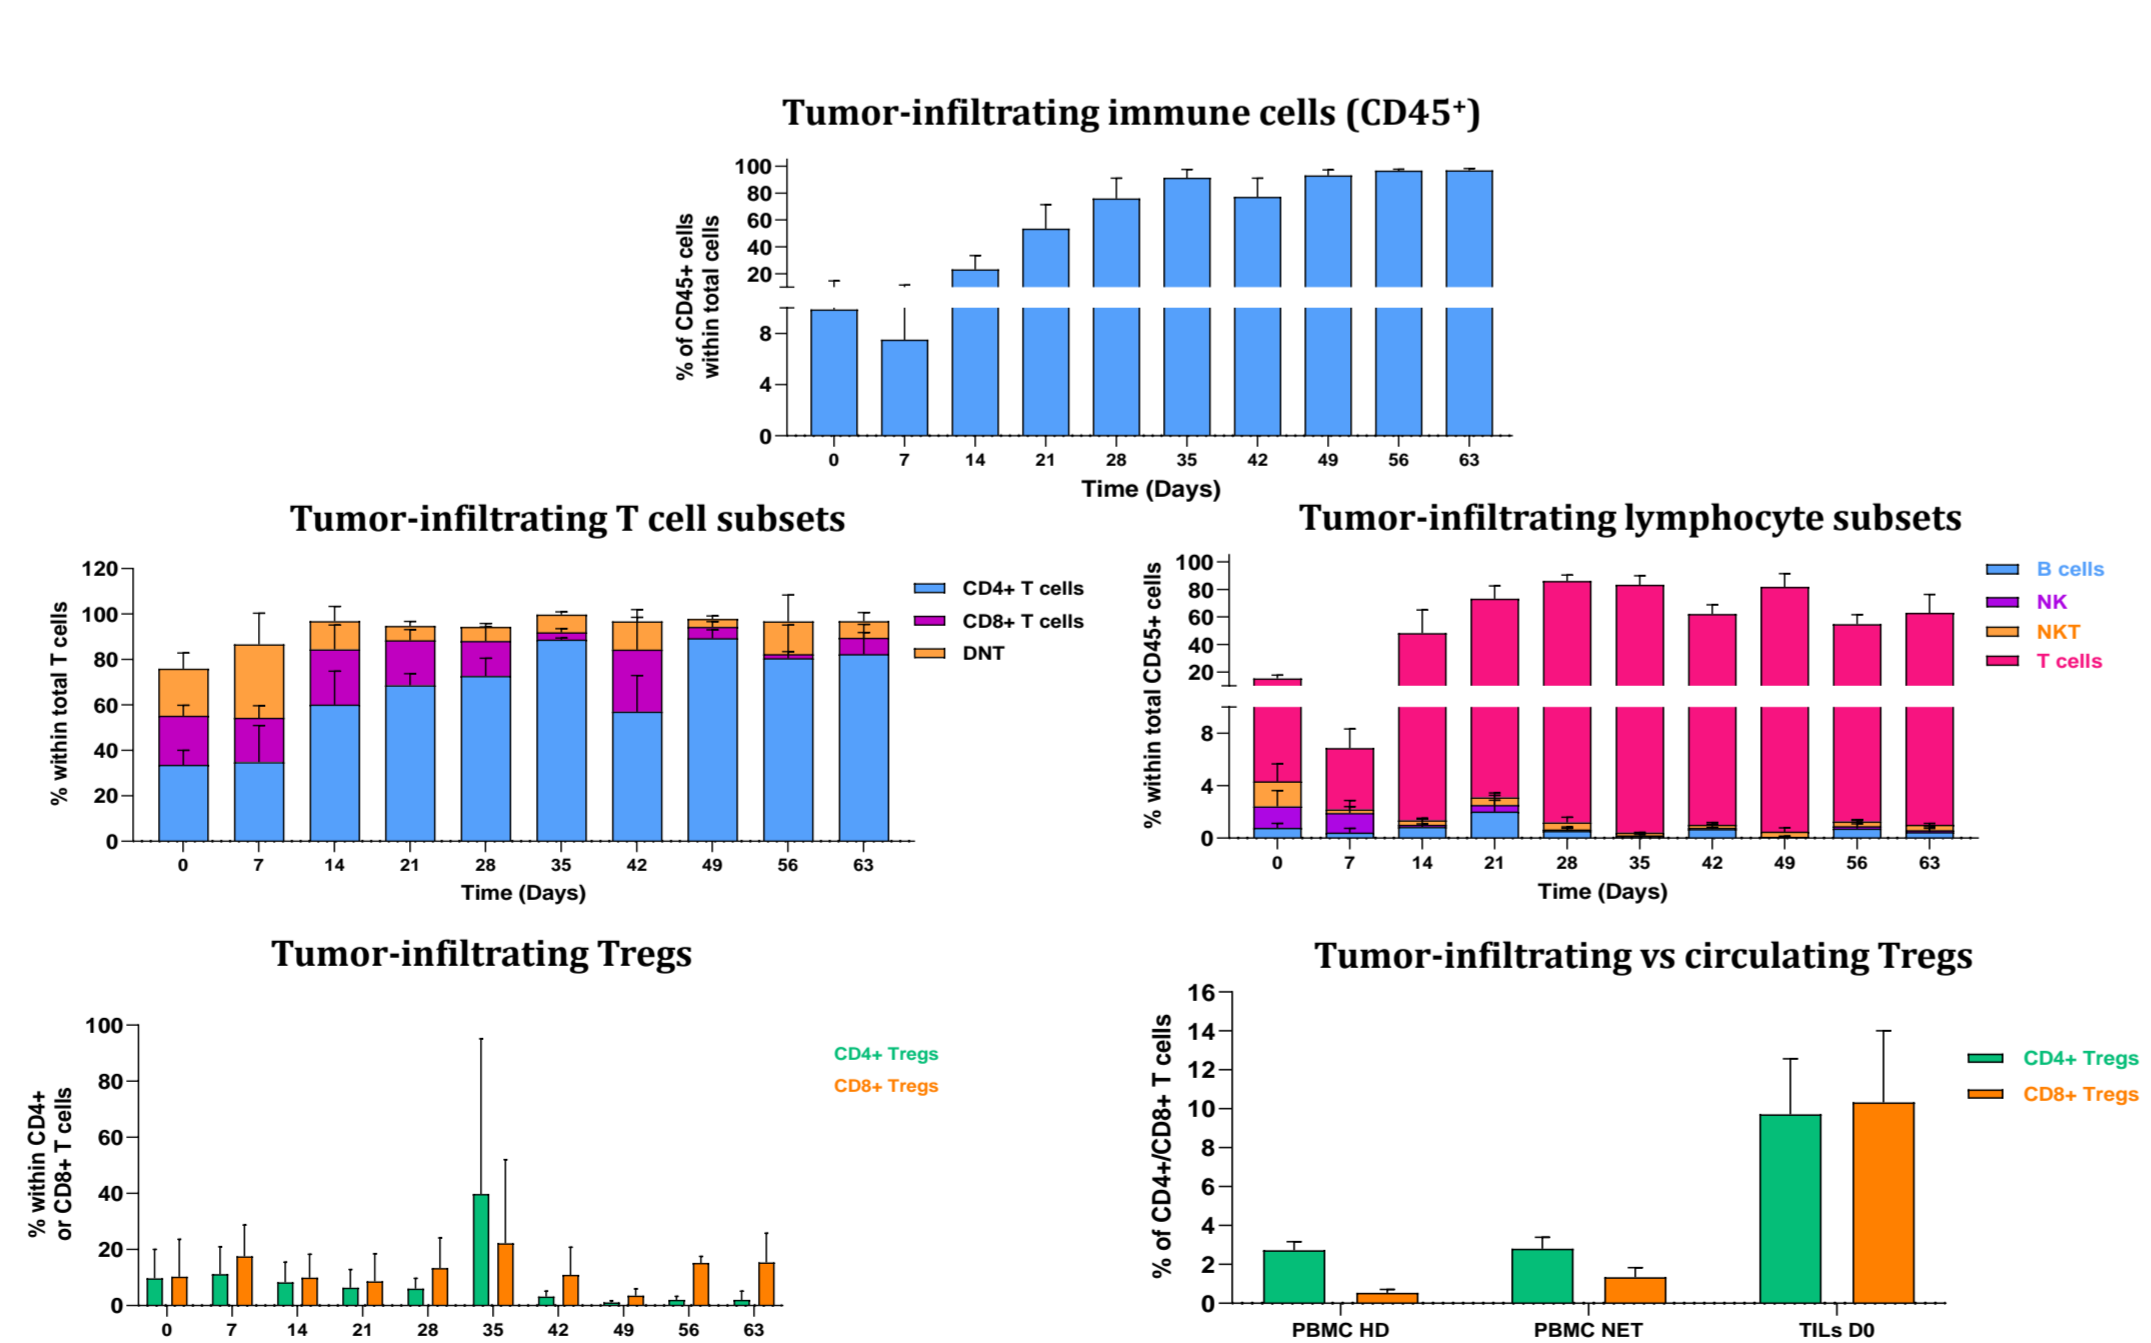 Tumor-infiltrating immune cells (CD45⁺)
% of CD45+ cells
within total cells
100
80
60
40
20
8
4
0
0 7 14 21 28 35 42 49 56 63
Time (Days)
Tumor-infiltrating T cell subsets
% within total T cells
120
100
80
60
40
20
0
0 7 14 21 28 35 42 49 56 63
Time (Days)
CD4+ T cells
CD8+ T cells
DNT
Tumor-infiltrating lymphocyte subsets
% within total CD45+ cells
100
80
60
40
20
8
4
0
0 7 14 21 28 35 42 49 56 63
Time (Days)
B cells
NK
NKT
T cells
Tumor-infiltrating Tregs
% within CD4+
or CD8+ T cells
100
80
60
40
20
0
0 7 14 21 28 35 42 49 56 63
CD4+ Tregs
CD8+ Tregs
Tumor-infiltrating vs circulating Tregs
% of CD4+/CD8+ T cells
16
14
12
10
8
6
4
2
0
PBMC HD PBMC NET TILs D0
CD4+ Tregs
CD8+ Tregs